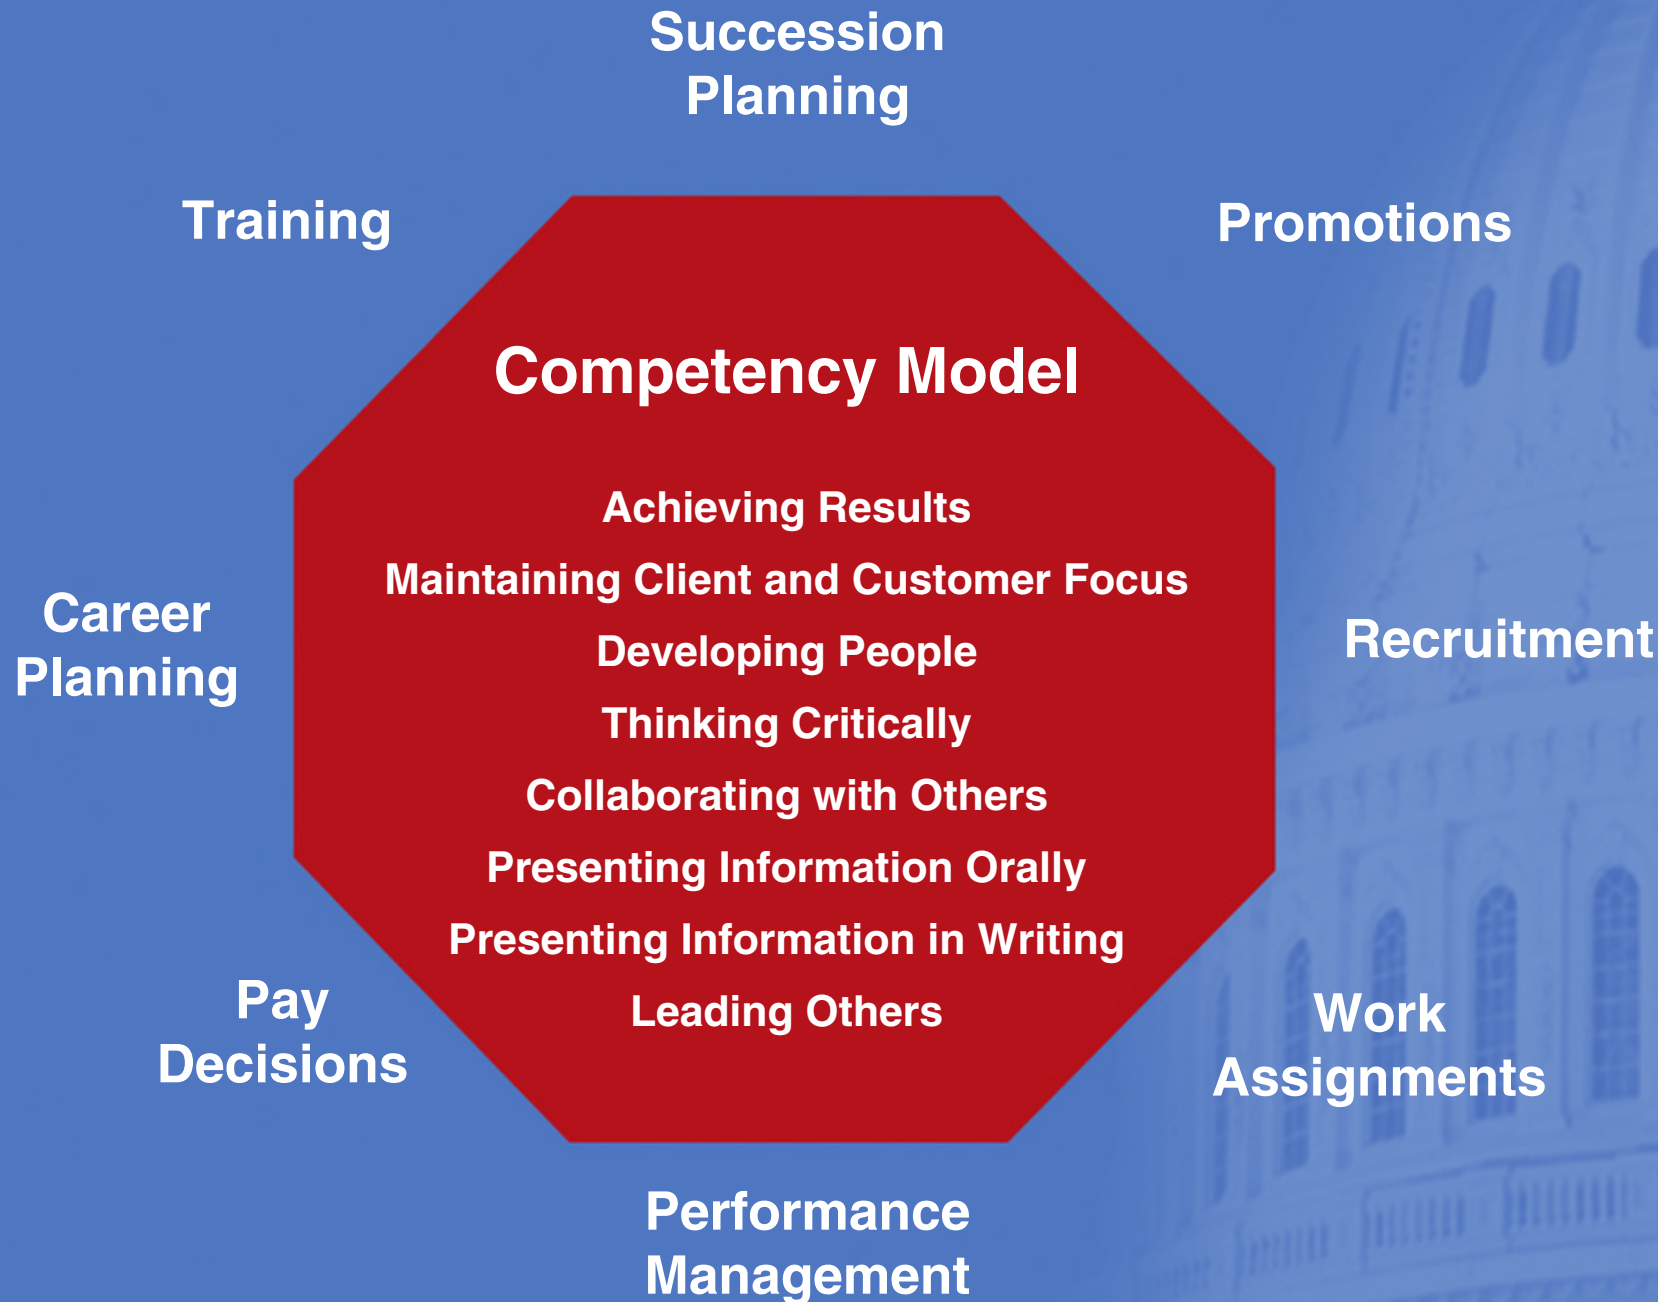 Succession
Planning
Training
Promotions
Competency Model
Achieving Results
Maintaining Client and Customer Focus
Developing People
Thinking Critically
Collaborating with Others
Presenting Information Orally
Presenting Information in Writing
Leading Others
Career
Planning
Recruitment
Pay
Decisions
Work
Assignments
Performance
Management